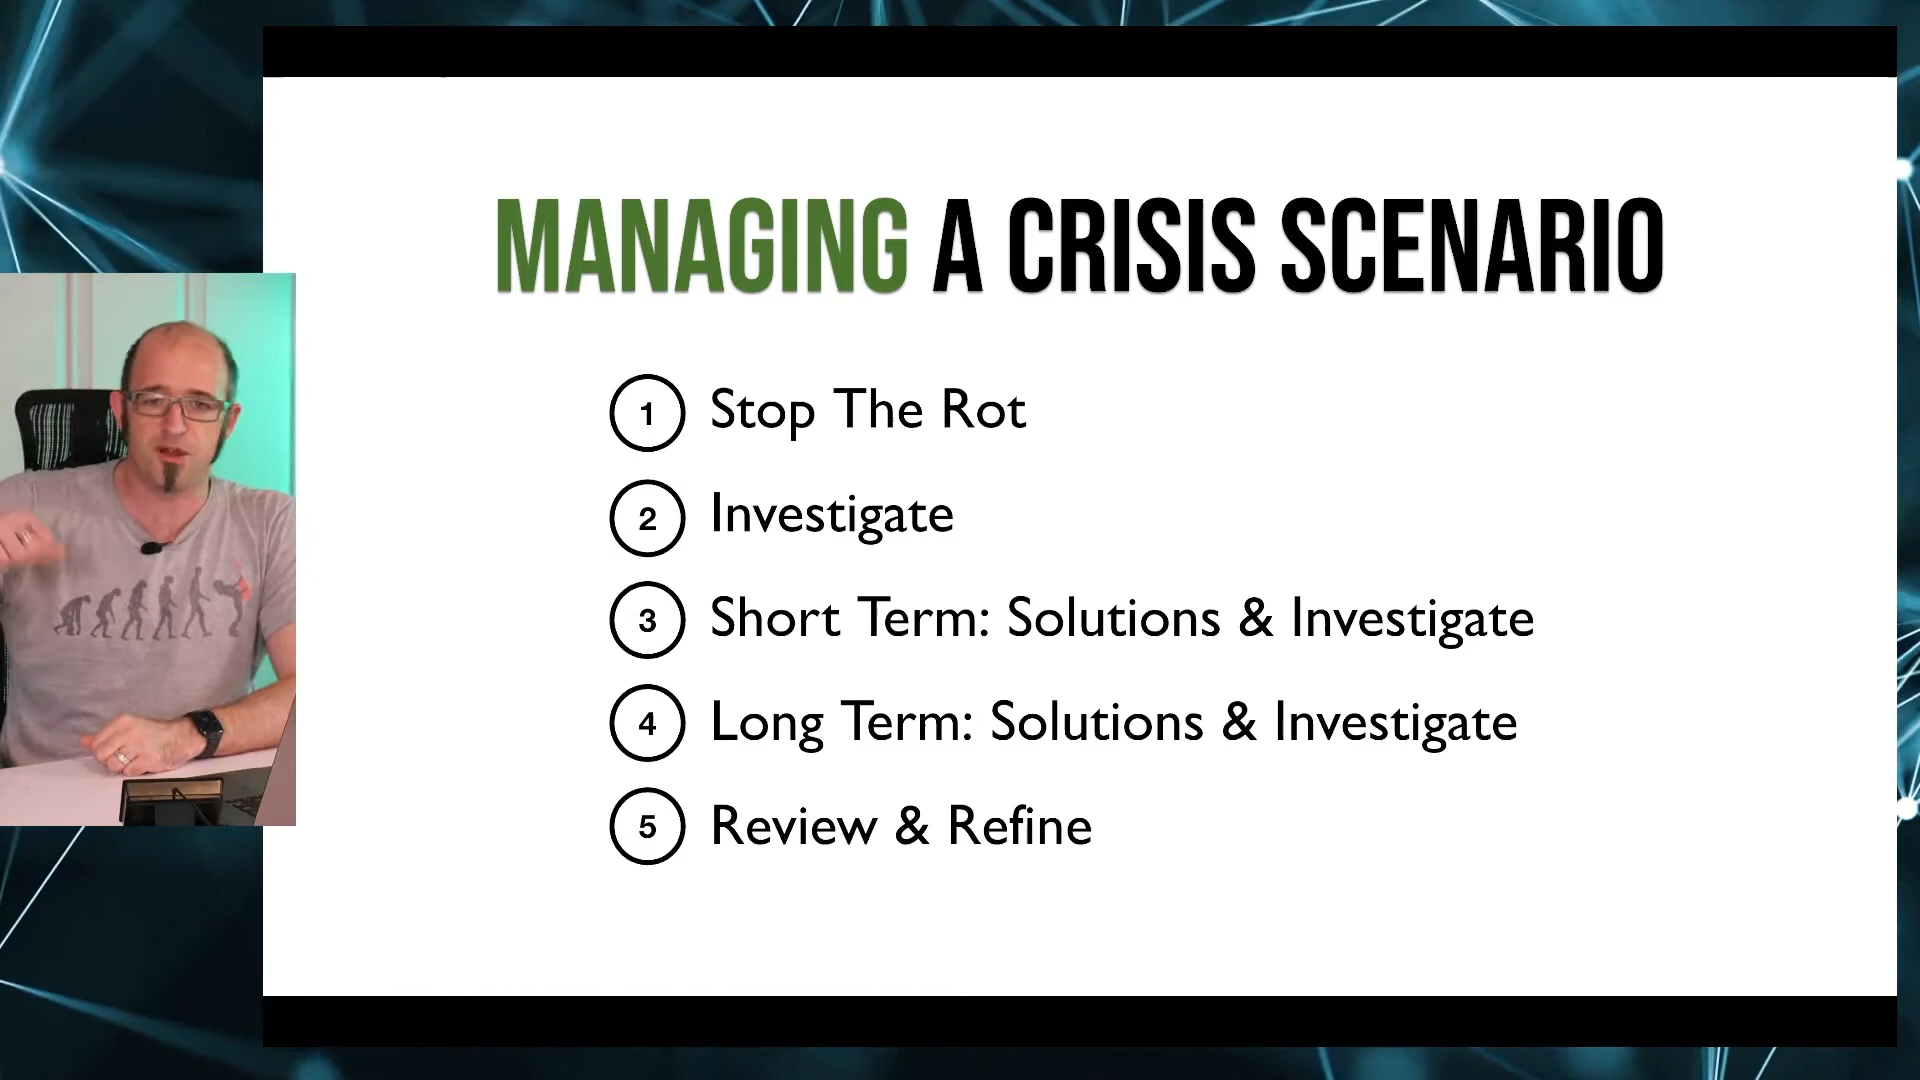 MANAGING A CRISIS SCENARIO
1 Stop The Rot
2 Investigate
3 Short Term: Solutions & Investigate
4 Long Term: Solutions & Investigate
5 Review & Refine